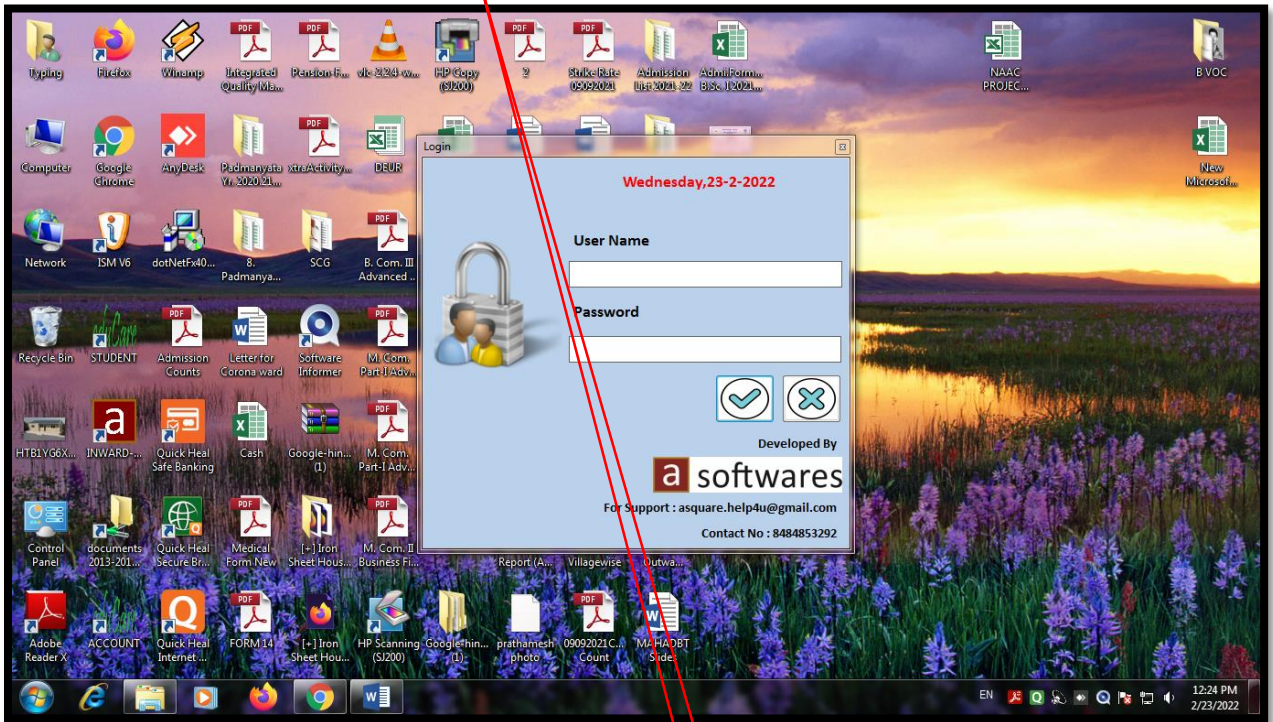 Typing
Firefox
Winamp
Integrated Quality Ma...
Pension-F...
HP Copy (SJ200)
2
Strike Rate 09092021
Admission List 2021-22
AdmiForm... BSc. I 2021...
NAAC PROJEC...
B VOC
Computer
Google Chrome
AnyDesk
Padmanyata Yr. 2020-21...
xtraActivity...
DEUR
New Microsof...
Network
ISM V6
dotNetFx40...
8. Padmanya...
SCG
B. Com. III Advanced ..
Recycle Bin
STUDENT
Admission Counts
Letter for Corona ward
Software Informer
M. Com. Part-I Adv...
HTB1YG6X...
INWARD-...
Quick Heal Safe Banking
Cash
Google-hin... (1)
M. Com. Part-I Adv...
Control Panel
documents 2013-201...
Quick Heal Secure Br...
Medical Form New
[+] Iron Sheet Hous...
M. Com. II Business Fi...
Report (A...
Villagewise
Outwa...
Adobe Reader X
ACCOUNT
Quick Heal Internet ...
FORM 14
[+] Iron Sheet Hou...
HP Scanning (SJ200)
Google-hin... (1)
prathamesh photo
09092021C... Count
MAHADBT Slides
Login
Wednesday,23-2-2022
User Name
Password
Developed By
a softwares
For Support : asquare.help4u@gmail.com
Contact No : 8484853292
EN
12:24 PM
2/23/2022